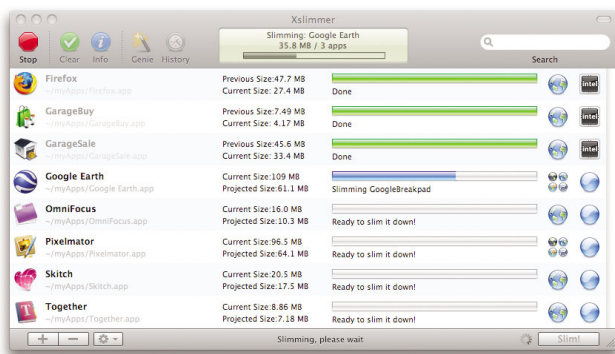 Xslimmer
Slimming: Google Earth
35.8 MB / 3 apps
Stop Clear Info Genie History Search
Firefox
~/myApps/Firefox.app
Previous Size:47.7 MB
Current Size: 27.4 MB
Done
intel
GarageBuy
~/myApps/GarageBuy.app
Previous Size:7.49 MB
Current Size: 4.17 MB
Done
intel
GarageSale
~/myApps/GarageSale.app
Previous Size:45.6 MB
Current Size: 33.4 MB
Done
intel
Google Earth
~/myApps/Google Earth.app
Current Size:109 MB
Projected Size:61.1 MB
Slimming GoogleBreakpad
OmniFocus
~/myApps/OmniFocus.app
Current Size:16.0 MB
Projected Size:10.3 MB
Ready to slim it down!
Pixelmator
~/myApps/Pixelmator.app
Current Size:96.5 MB
Projected Size:64.1 MB
Ready to slim it down!
Skitch
~/myApps/Skitch.app
Current Size:20.5 MB
Projected Size:17.5 MB
Ready to slim it down!
Together
~/myApps/Together.app
Current Size:8.86 MB
Projected Size:7.18 MB
Ready to slim it down!
Slimming, please wait
Slim!